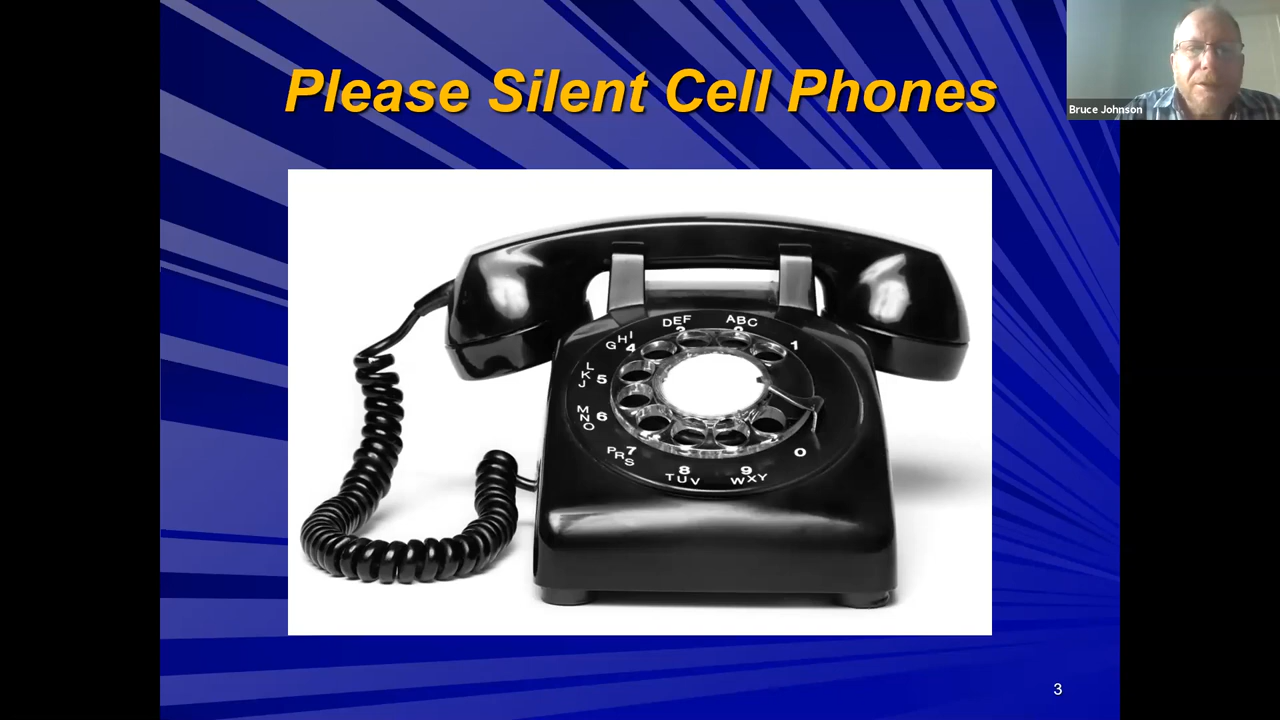 Please Silent Cell Phones
Bruce Johnson
ABC
DEF
GHI
LKJ
MNO
PRS
TUV
WXY
1
2
3
4
5
6
7
8
9
0
3